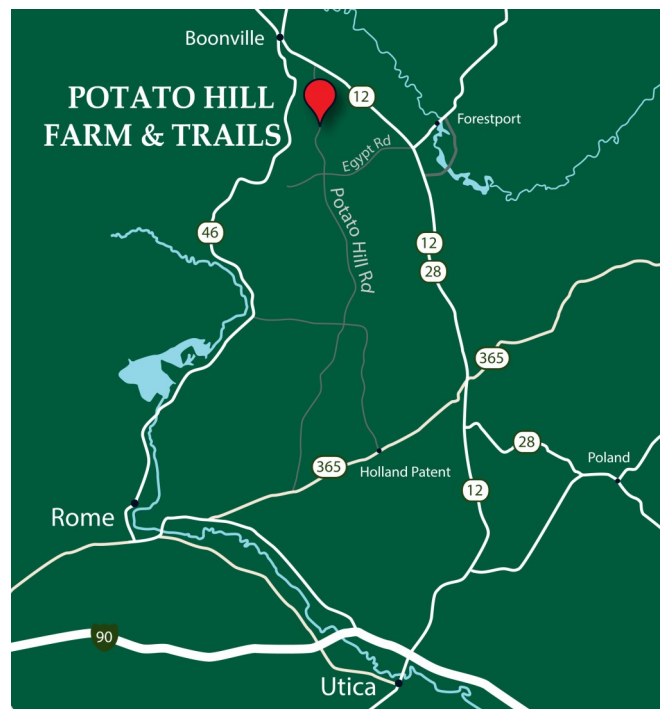 Boonville
POTATO HILL
FARM & TRAILS
12
Forestport
Egypt Rd
Potato Hill Rd
46
12
28
365
28
365
Holland Patent
Poland
12
Rome
90
Utica